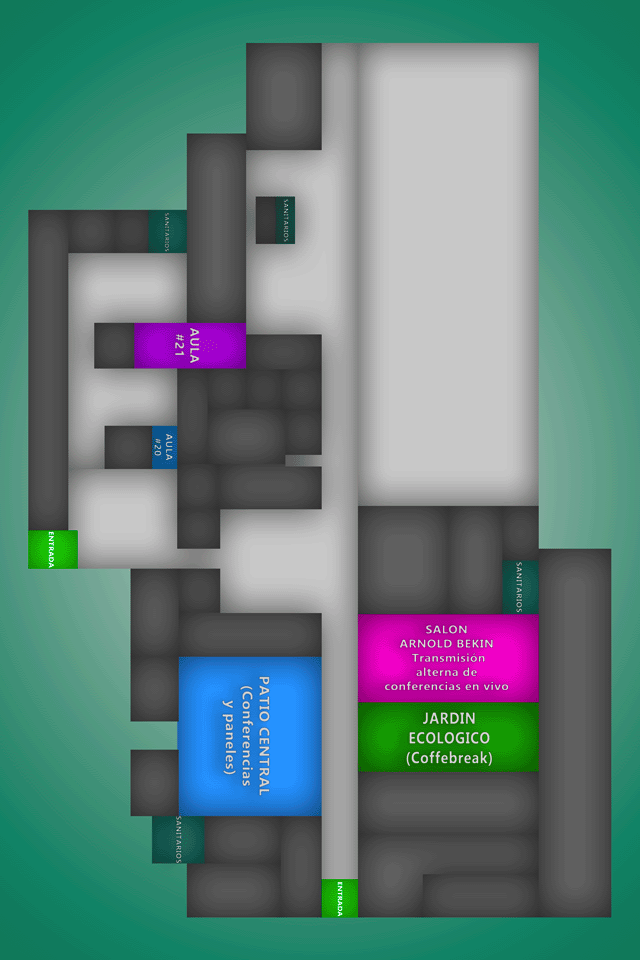 SANITARIOS
SANITARIOS
AULA
#21
AULA
#20
ENTRADA
SANITARIOS
SALON
ARNOLD BEKIN
Transmisión
alterna de
conferencias en vivo
PATIO CENTRAL
(Conferencias
y paneles)
JARDIN
ECOLOGICO
(Coffebreak)
SANITARIOS
ENTRADA